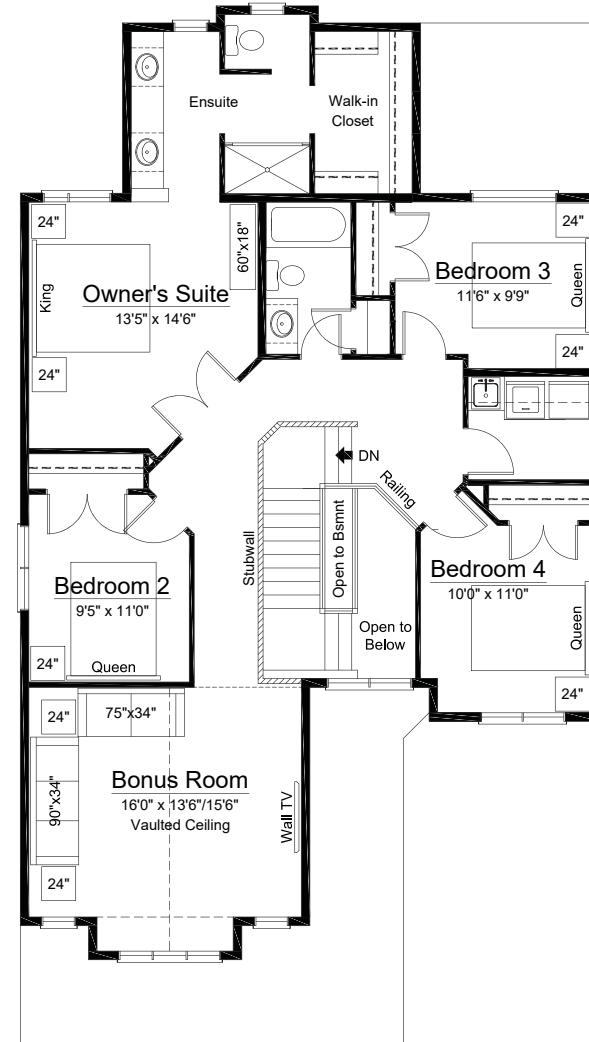 Ensuite
Walk-in
Closet
24"
60"x18"
King
Owner's Suite
13'5" x 14'6"
24"
24"
Bedroom 3
11'6" x 9'9"
Queen
24"
DN
Railing
Open to Bsmnt
Stubwall
Open to
Below
Bedroom 2
9'5" x 11'0"
24"
Queen
Bedroom 4
10'0" x 11'0"
Queen
24"
24"
75"x34"
90"x34"
Bonus Room
16'0" x 13'6"/15'6"
Vaulted Ceiling
Wall TV
24"